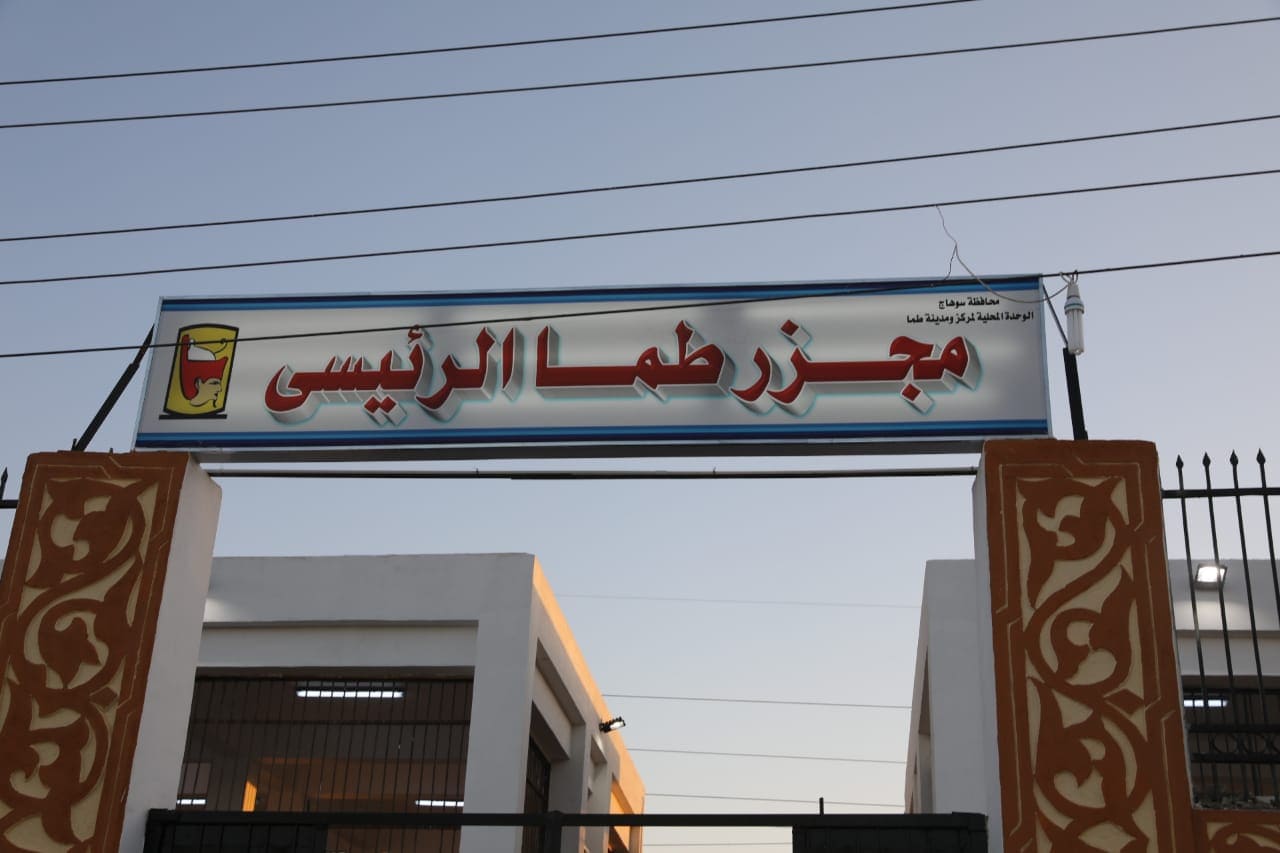 محافظة سوهاج
الوحدة المحلية لمركز ومدينة طما
مجزر طما الرئيسى